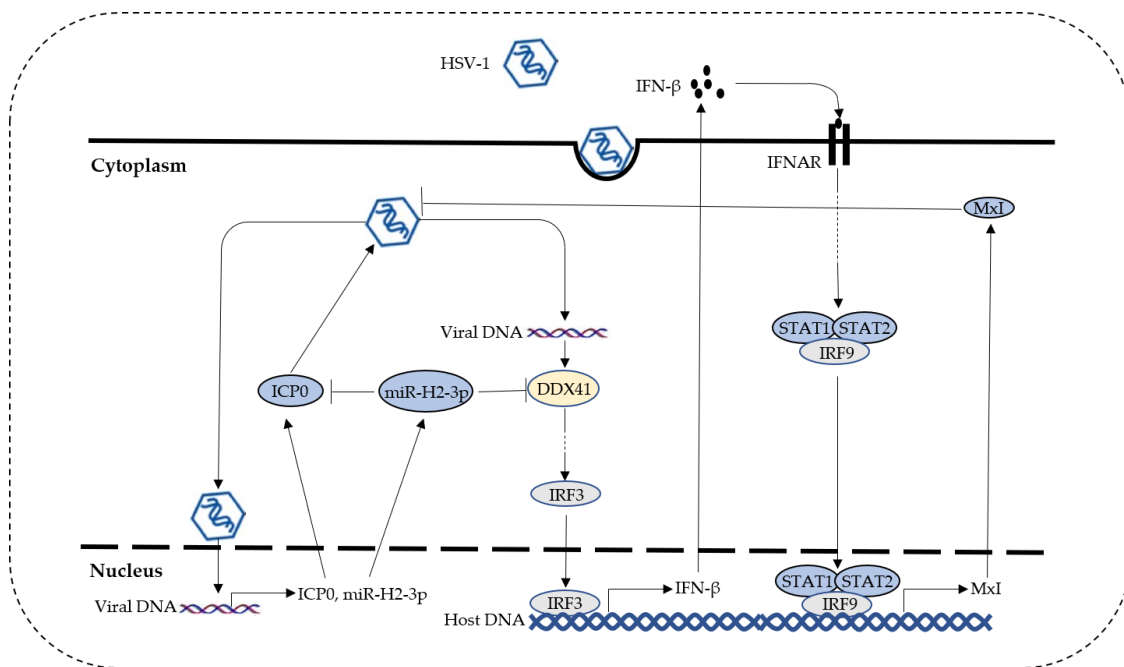 HSV-1
IFN-β
IFNAR
Cytoplasm
MxI
STAT1 STAT2
IRF9
Viral DNA
ICP0
miR-H2-3p
DDX41
IRF3
Nucleus
Viral DNA
ICP0, miR-H2-3p
Host DNA
IRF3
IFN-β
STAT1 STAT2
IRF9
MxI